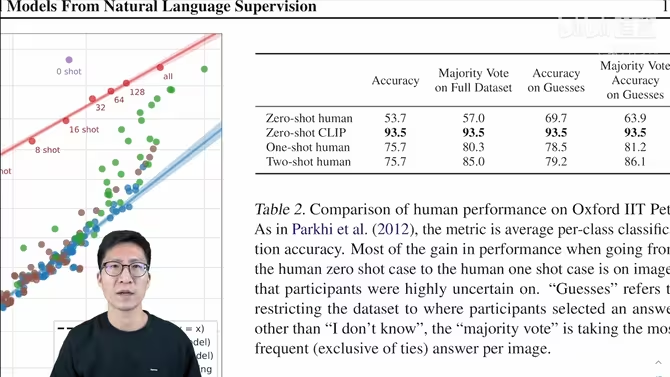 l Models From Natural Language Supervision
1
bilibili
0 shot
all
128
64
32
16 shot
8 shot
hot
= x)
del)
del)
ing
Accuracy
Majority Vote
on Full Dataset
Accuracy
on Guesses
Majority Vote
Accuracy
on Guesses
Zero-shot human 53.7 57.0 69.7 63.9
Zero-shot CLIP 93.5 93.5 93.5 93.5
One-shot human 75.7 80.3 78.5 81.2
Two-shot human 75.7 85.0 79.2 86.1
Table 2. Comparison of human performance on Oxford IIT Pet
As in Parkhi et al. (2012), the metric is average per-class classific
tion accuracy. Most of the gain in performance when going from
the human zero shot case to the human one shot case is on image
that participants were highly uncertain on. “Guesses” refers t
restricting the dataset to where participants selected an answe
other than “I don’t know”, the “majority vote” is taking the mos
frequent (exclusive of ties) answer per image.